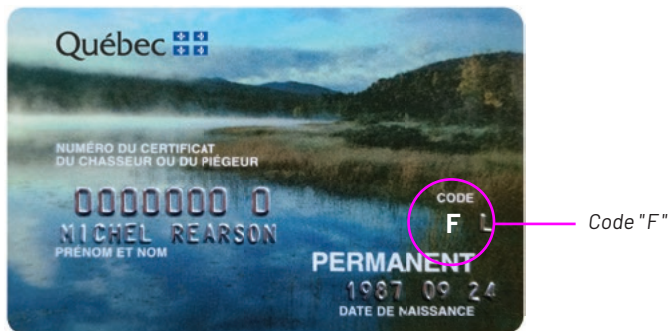 Québec
NUMÉRO DU CERTIFICAT
DU CHASSEUR OU DU PIÉGEUR
0000000 0
MICHEL REARSON
PRÉNOM ET NOM
CODE
F L
Code "F"
PERMANENT
1987 09 24
DATE DE NAISSANCE